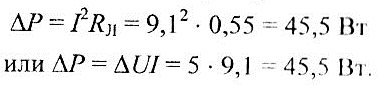 ΔP = I²R_Л = 9,1² · 0,55 = 45,5 Вт
или ΔP = ΔUI = 5 · 9,1 = 45,5 Вт.